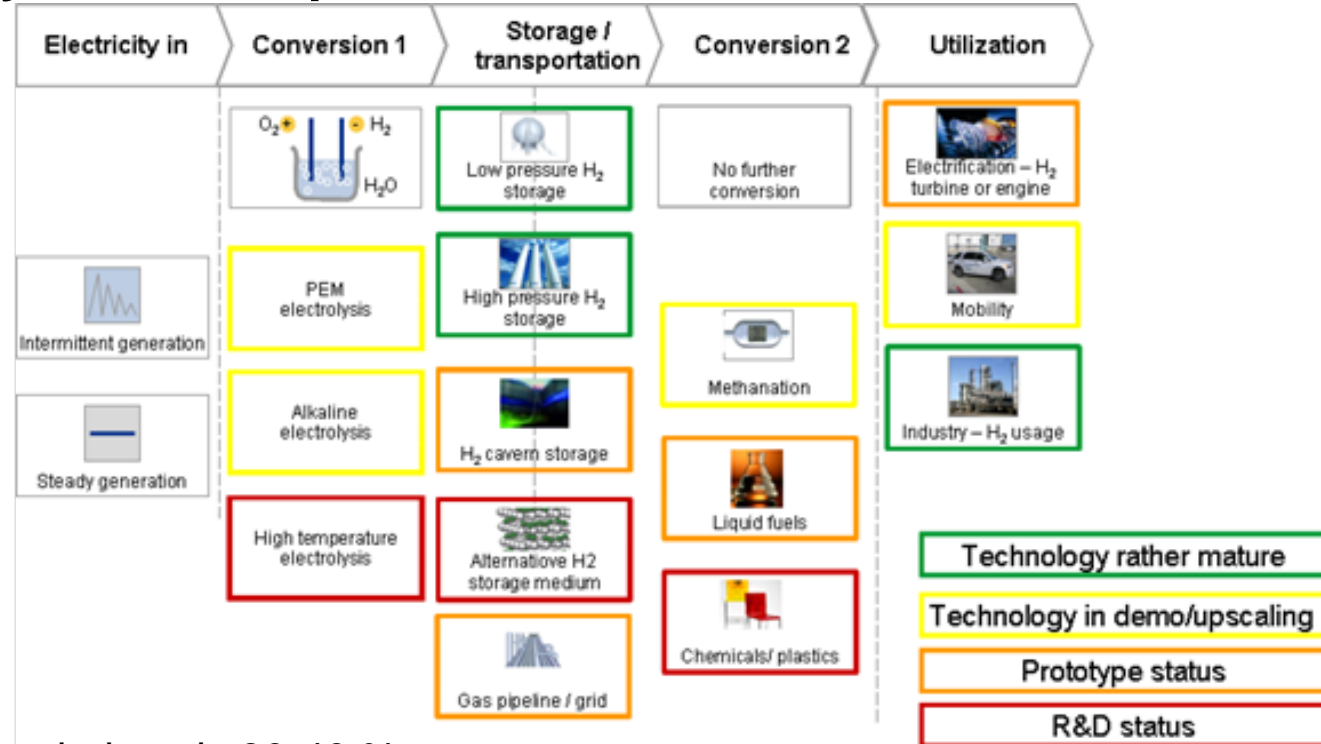 Electricity in
Conversion 1
Storage /
transportation
Conversion 2
Utilization
O₂ + - H₂
H₂O
Low pressure H₂
storage
No further
conversion
Electrification – H₂
turbine or engine
Intermittent generation
PEM
electrolysis
High pressure H₂
storage
Methanation
Mobility
Steady generation
Alkaline
electrolysis
H₂ cavern storage
Liquid fuels
Industry – H₂ usage
High temperature
electrolysis
Alternatiove H2
storage medium
Chemicals/ plastics
Gas pipeline / grid
Technology rather mature
Technology in demo/upscaling
Prototype status
R&D status